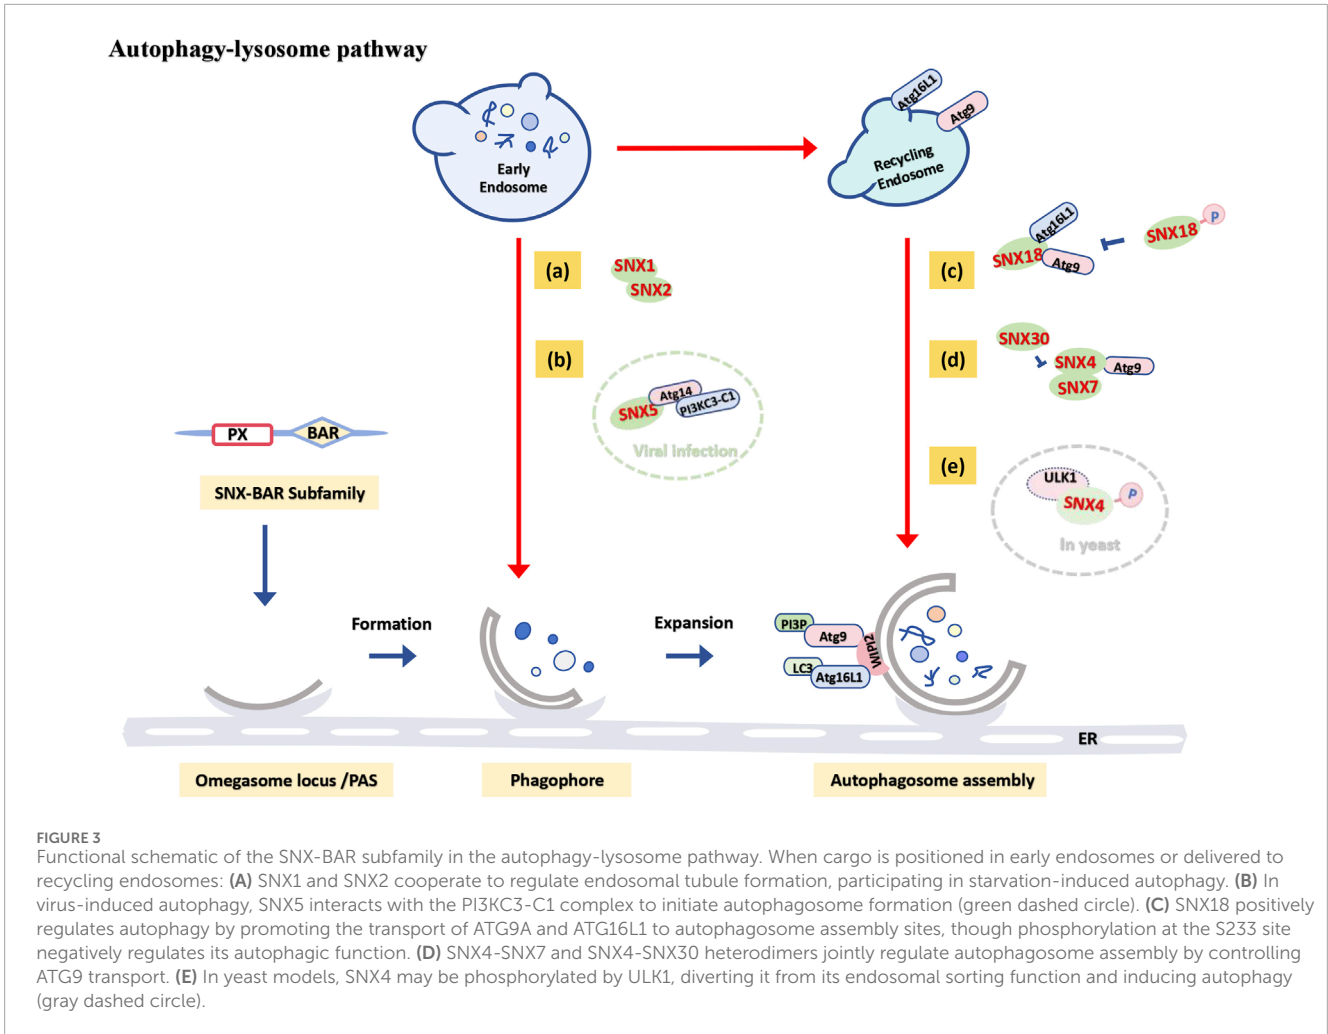 Autophagy-lysosome pathway
Early
Endosome
Recycling
Endosome
Atg16L1
Atg9
(a)
SNX1
SNX2
(b)
SNX5
Atg14
PI3KC3-C1
Viral infection
(c)
SNX18
Atg16L1
Atg9
SNX18
P
(d)
SNX30
SNX4
SNX7
Atg9
(e)
ULK1
SNX4
P
In yeast
PX
BAR
SNX-BAR Subfamily
Formation
Expansion
PI3P
Atg9
LC3
Atg16L1
WIPI2
ER
Omegasome locus /PAS
Phagophore
Autophagosome assembly
FIGURE 3
Functional schematic of the SNX-BAR subfamily in the autophagy-lysosome pathway. When cargo is positioned in early endosomes or delivered to
recycling endosomes: (A) SNX1 and SNX2 cooperate to regulate endosomal tubule formation, participating in starvation-induced autophagy. (B) In
virus-induced autophagy, SNX5 interacts with the PI3KC3-C1 complex to initiate autophagosome formation (green dashed circle). (C) SNX18 positively
regulates autophagy by promoting the transport of ATG9A and ATG16L1 to autophagosome assembly sites, though phosphorylation at the S233 site
negatively regulates its autophagic function. (D) SNX4-SNX7 and SNX4-SNX30 heterodimers jointly regulate autophagosome assembly by controlling
ATG9 transport. (E) In yeast models, SNX4 may be phosphorylated by ULK1, diverting it from its endosomal sorting function and inducing autophagy
(gray dashed circle).